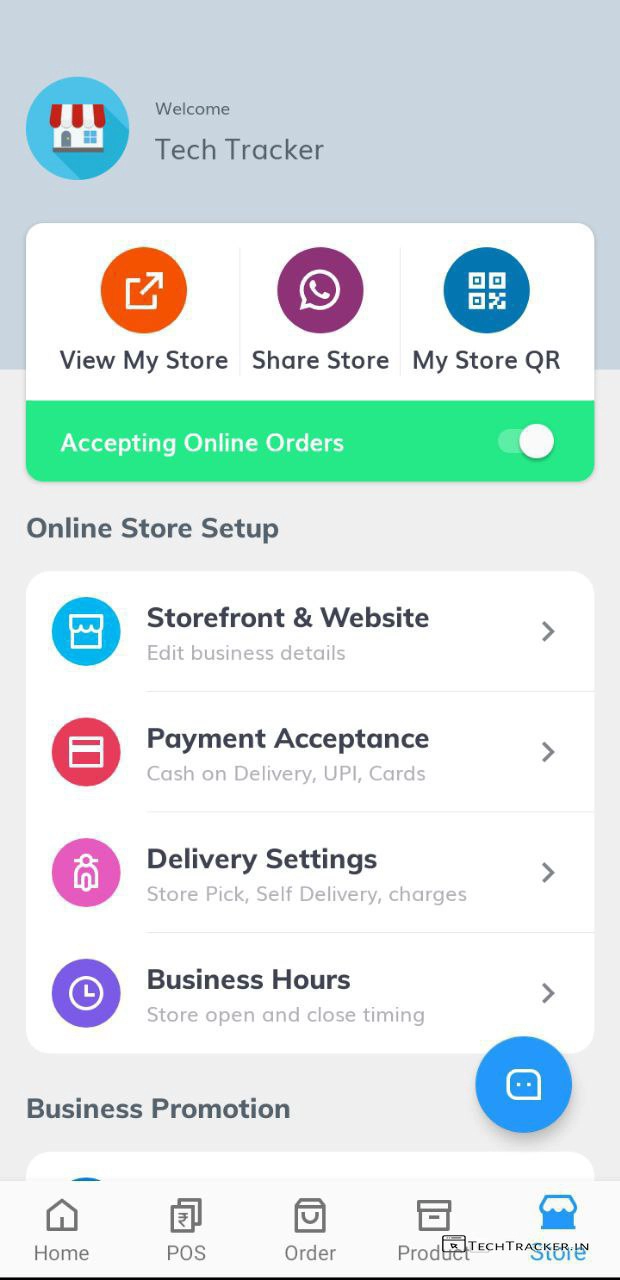 Welcome
Tech Tracker
View My Store
Share Store
My Store QR
Accepting Online Orders
Online Store Setup
Storefront & Website
Edit business details
Payment Acceptance
Cash on Delivery, UPI, Cards
Delivery Settings
Store Pick, Self Delivery, charges
Business Hours
Store open and close timing
Business Promotion
₹
Home
POS
Order
Product
Store
TECHTRACKER.IN